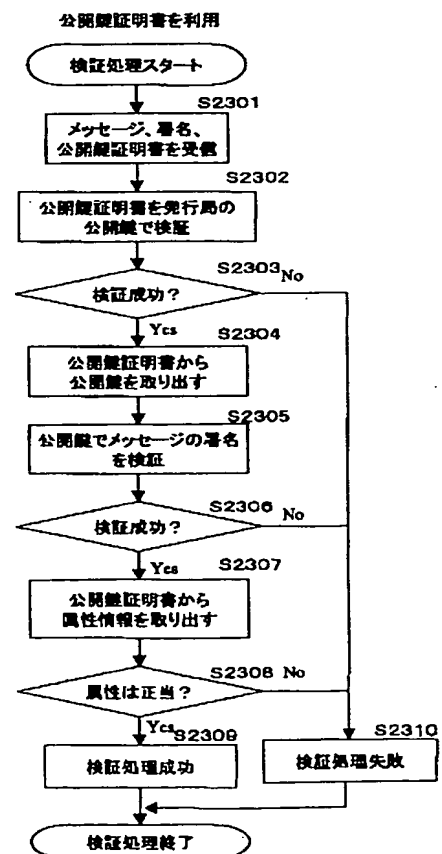 公開鍵証明書を利用
検証処理スタート
S2301
メッセージ、署名、
公開鍵証明書を受信
S2302
公開鍵証明書を発行局の
公開鍵で検証
S2303
No
検証成功?
Yes
S2304
公開鍵証明書から
公開鍵を取り出す
S2305
公開鍵でメッセージの署名
を検証
S2306
No
検証成功?
Yes
S2307
公開鍵証明書から
属性情報を取り出す
S2308
No
属性は正当?
Yes
S2309
検証処理成功
S2310
検証処理失敗
検証処理終了